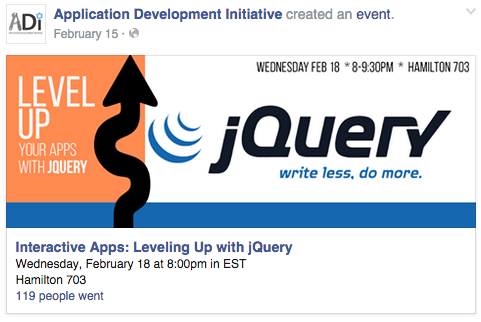 ADi
Application Development Initiative created an event.
February 15 ·
WEDNESDAY FEB 18 * 8-9:30PM * HAMILTON 703
LEVEL
UP
YOUR APPS
WITH JQUERY
jQuery
write less, do more.
Interactive Apps: Leveling Up with jQuery
Wednesday, February 18 at 8:00pm in EST
Hamilton 703
119 people went